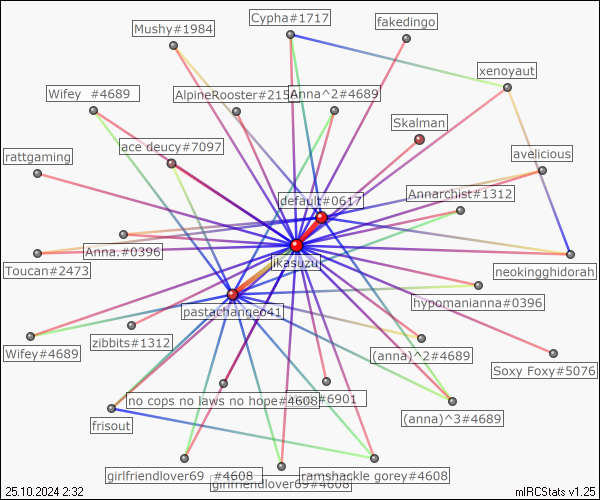 Cypha#1717
Mushy#1984
fakedingo
xenoyaut
Wifey  #4689
AlpineRooster#215
Anna^2#4689
Skalman
ace deucy#7097
rattgaming
avelicious
default#0617
Annarchist#1312
Anna.#0396
ikasuzu
Toucan#2473
neokingghidorah
hypomanianna#0396
pastachangeo41
Wifey#4689
zibbits#1312
(anna)^2#4689
Soxy Foxy#5076
no cops no laws no hope#4608
#6901
frisout
(anna)^3#4689
girlfriendlover69  #4608
girlfriendlover69#4608
ramshackle gorey#4608
25.10.2024 2:32
mIRCStats v1.25